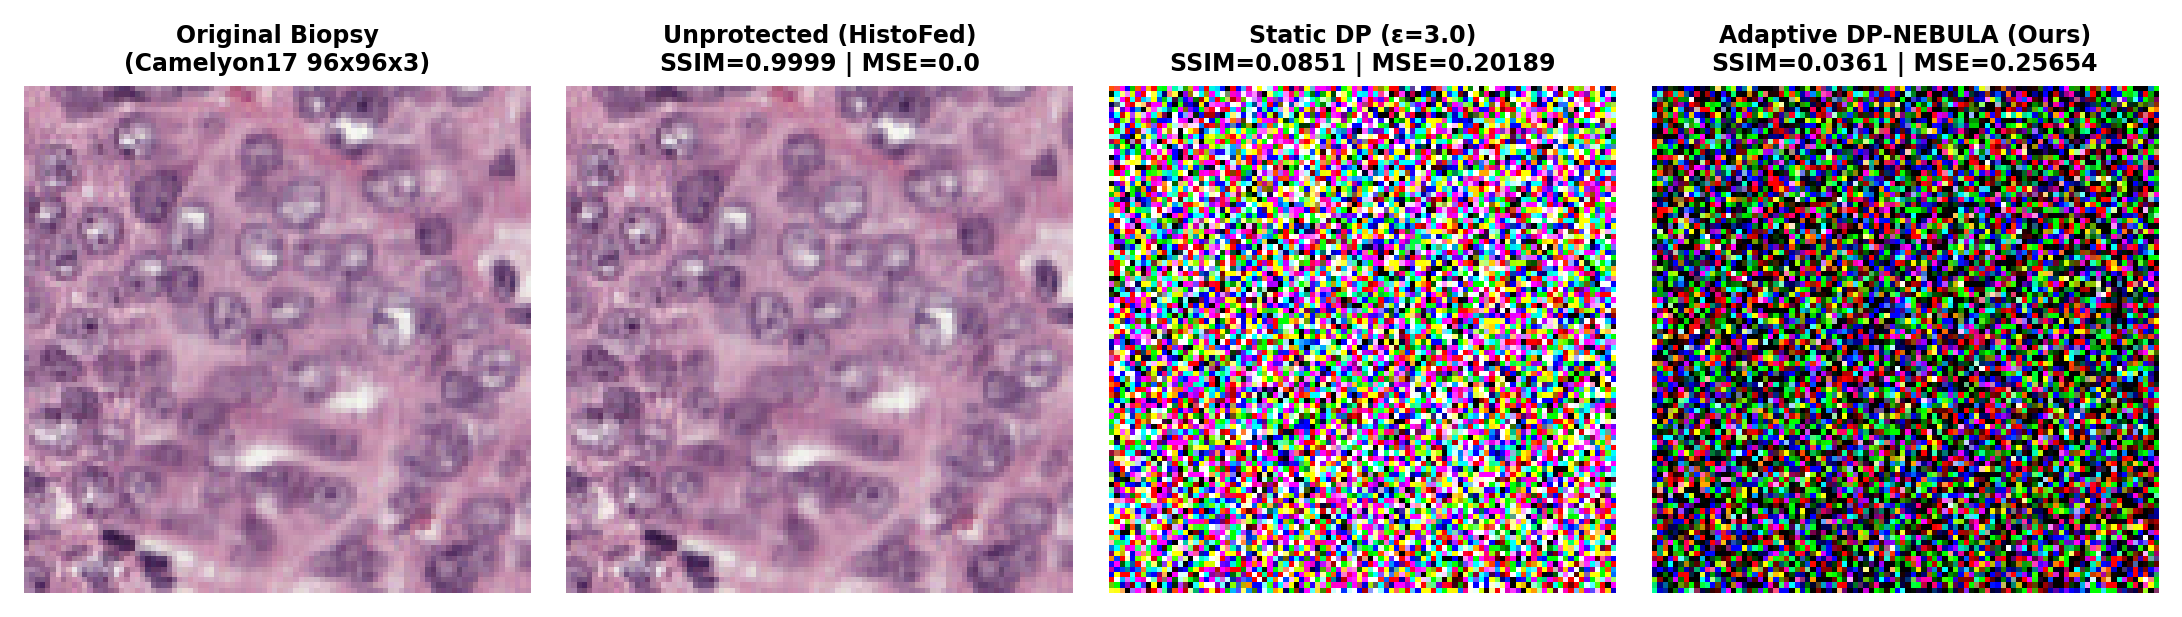 Original Biopsy
(Camelyon17 96x96x3)
Unprotected (HistoFed)
SSIM=0.9999 | MSE=0.0
Static DP (ε=3.0)
SSIM=0.0851 | MSE=0.20189
Adaptive DP-NEBULA (Ours)
SSIM=0.0361 | MSE=0.25654